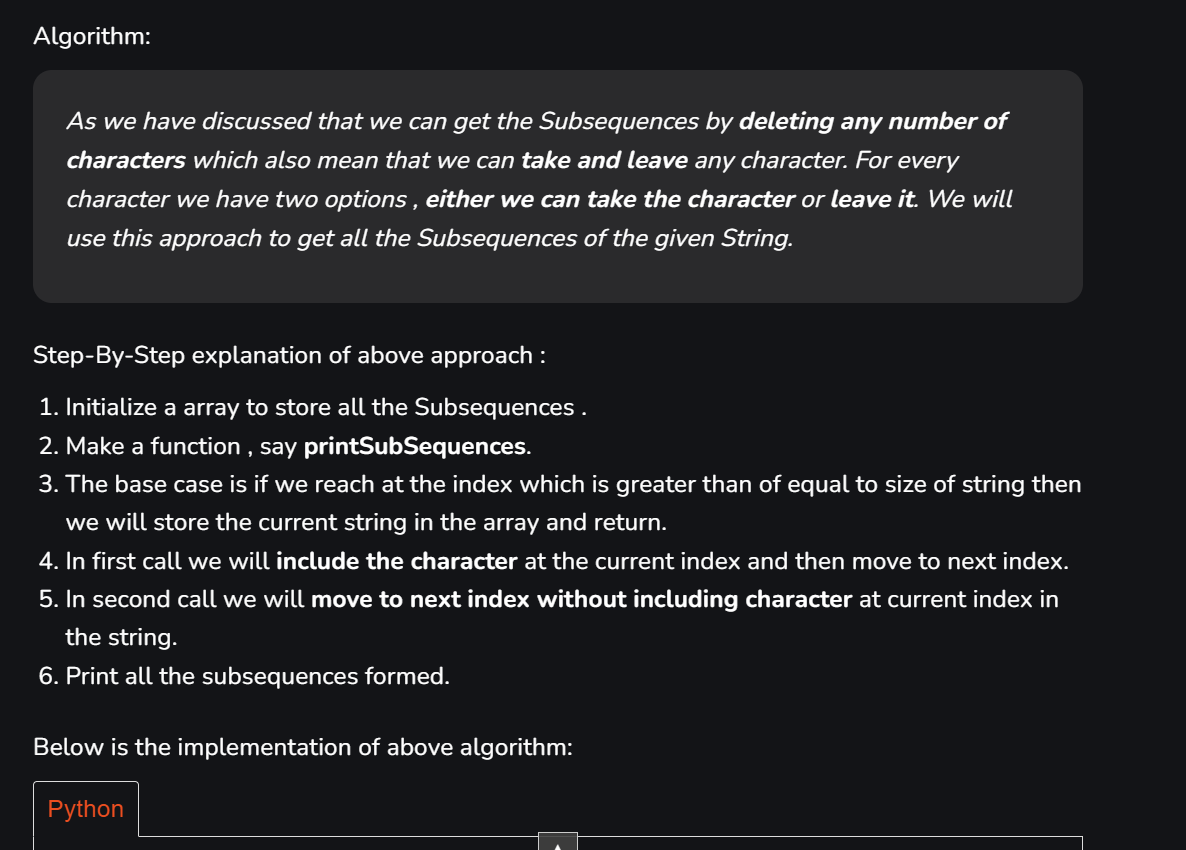 Algorithm:
As we have discussed that we can get the Subsequences by deleting any number of
characters which also mean that we can take and leave any character. For every
character we have two options , either we can take the character or leave it. We will
use this approach to get all the Subsequences of the given String.
Step-By-Step explanation of above approach :
1. Initialize a array to store all the Subsequences .
2. Make a function , say printSubSequences.
3. The base case is if we reach at the index which is greater than of equal to size of string then
we will store the current string in the array and return.
4. In first call we will include the character at the current index and then move to next index.
5. In second call we will move to next index without including character at current index in
the string.
6. Print all the subsequences formed.
Below is the implementation of above algorithm:
Python